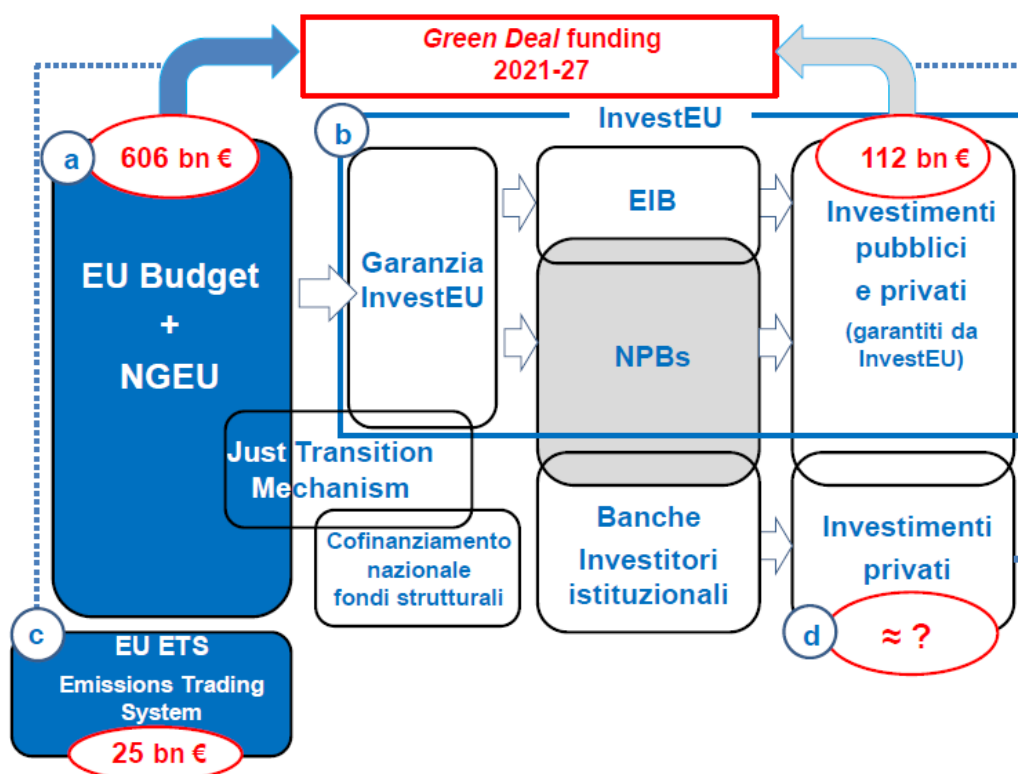 Green Deal funding
2021-27
b
InvestEU
a
606 bn €
112 bn €
EU Budget
+
NGEU
Garanzia
InvestEU
EIB
NPBs
Investimenti
pubblici
e privati
(garantiti da
InvestEU)
Just Transition
Mechanism
Cofinanziamento
nazionale
fondi strutturali
Banche
Investitori
istituzionali
Investimenti
privati
d
≈ ?
c
EU ETS
Emissions Trading
System
25 bn €